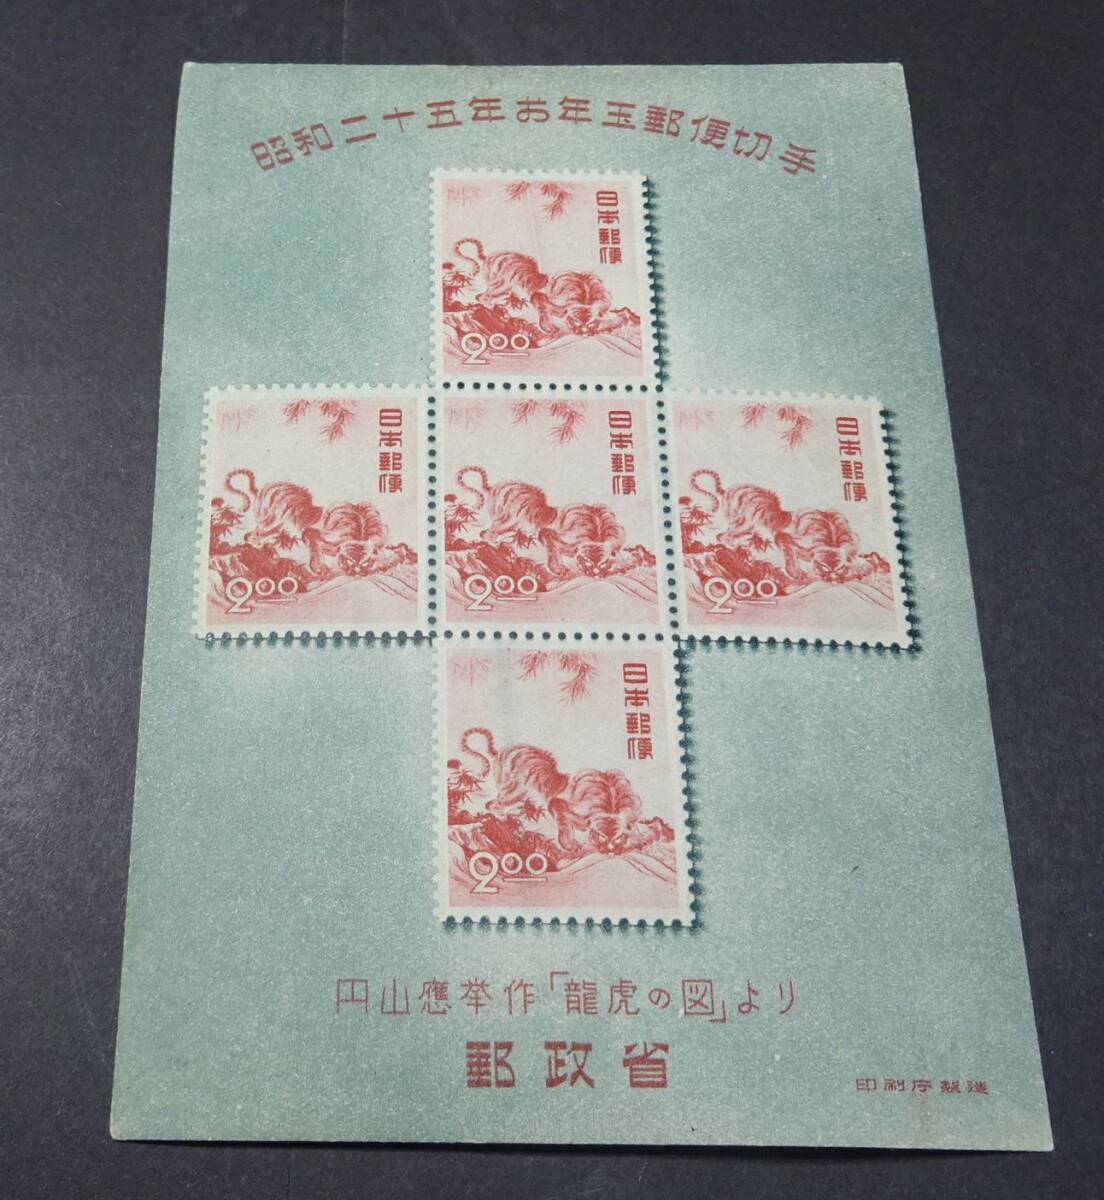 昭和二十五年お年玉郵便切手
日本郵便
2.00
日本郵便
2.00
日本郵便
2.00
日本郵便
2.00
日本郵便
2.00
円山應挙作「龍虎の図」より
郵政省
印刷庁製造